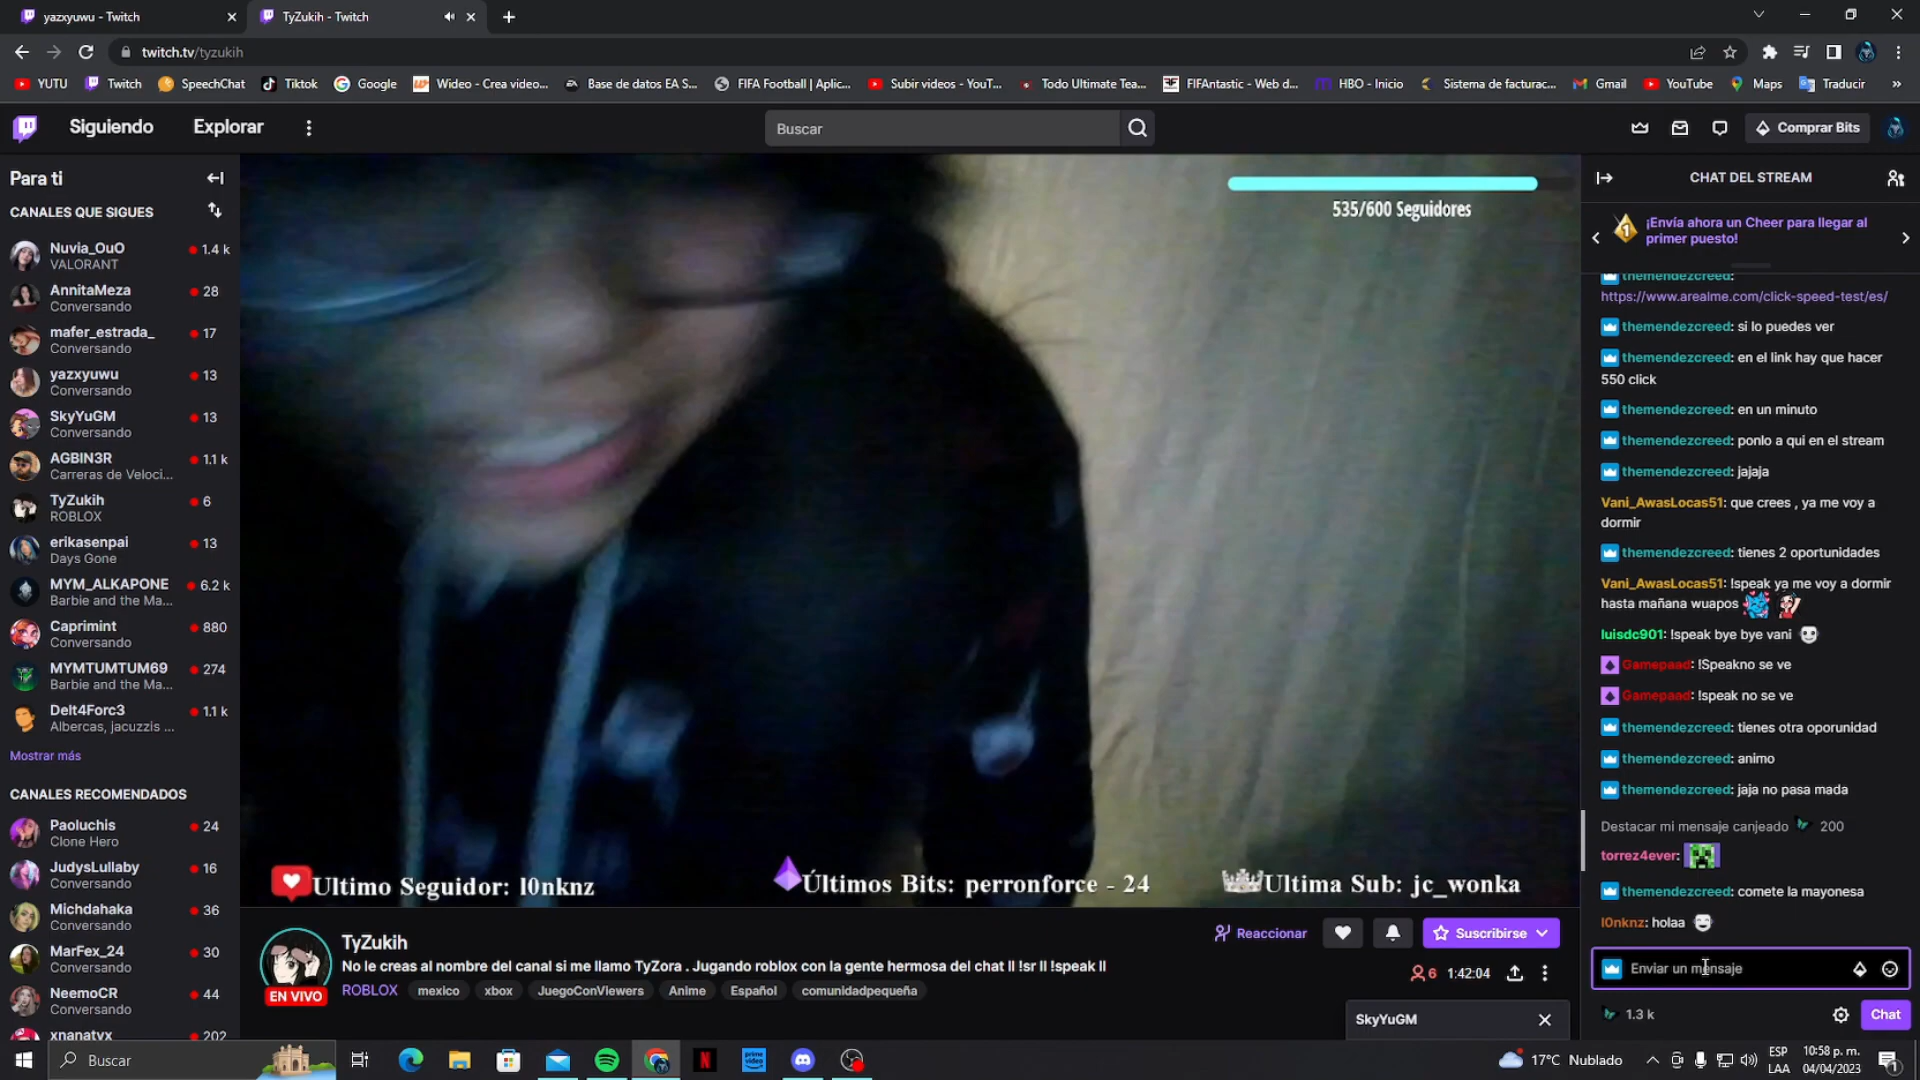 yazxyuwu - Twitch
TyZukih - Twitch
twitch.tv/tyzukih
YUTU
Twitch
SpeechChat
Tiktok
Google
Wideo - Crea video...
Base de datos EA S...
FIFA Football | Aplic...
Subir videos - YouT...
Todo Ultimate Tea...
FIFAntastic - Web d...
HBO - Inicio
Sistema de facturac...
Gmail
YouTube
Maps
Traducir
Siguiendo
Explorar
Buscar
Comprar Bits
Para ti
CANALES QUE SIGUES
Nuvia_OuO 1.4 k
VALORANT
AnnitaMeza 28
Conversando
mafer_estrada_ 17
Conversando
yazxyuwu 13
Conversando
SkyYuGM 13
Conversando
AGBIN3R 1.1 k
Carreras de Veloci...
TyZukih 6
ROBLOX
erikasenpai 13
Days Gone
MYM_ALKAPONE 6.2 k
Barbie and the Ma...
Caprimint 880
Conversando
MYMTUMTUM69 274
Barbie and the Ma...
Delt4Forc3 1.1 k
Albercas, jacuzzis ...
Mostrar más
CANALES RECOMENDADOS
Paoluchis 24
Clone Hero
JudysLullaby 16
Just Chatting
Michdahaka 36
Conversando
MarFex_24 30
Conversando
NeemoCR 44
Conversando
xnanatyx 202
535/600 Seguidores
Ultimo Seguidor: l0nknz
Últimos Bits: perronforce - 24
Ultima Sub: jc_wonka
TyZukih
No le creas al nombre del canal si me llamo TyZora . Jugando roblox con la gente hermosa del chat ll !sr ll !speak ll
ROBLOX
mexico
xbox
JuegoConViewers
Anime
Español
comunidadpequeña
EN VIVO
Reaccionar
Suscribirse
6
1:42:04
SkyYuGM
CHAT DEL STREAM
1
¡Envía ahora un Cheer para llegar al
primer puesto!
themendezcreed:
https://www.arealme.com/click-speed-test/es/
themendezcreed: si lo puedes ver
themendezcreed: en el link hay que hacer
550 click
themendezcreed: en un minuto
themendezcreed: ponlo a qui en el stream
themendezcreed: jajaja
Vani_AwasLocas51: que crees , ya me voy a
dormir
themendezcreed: tienes 2 oportunidades
Vani_AwasLocas51: !speak ya me voy a dormir
hasta mañana wuapos
luisdc901: !speak bye bye vani
Gamepaad: !Speakno se ve
Gamepaad: !speak no se ve
themendezcreed: tienes otra oporunidad
themendezcreed: animo
themendezcreed: jaja no pasa mada
Destacar mi mensaje canjeado 200
torrez4ever:
themendezcreed: comete la mayonesa
l0nknz: holaa
Enviar un mensaje
1.3 k
Chat
Buscar
17°C Nublado
ESP
LAA
10:58 p. m.
04/04/2023
1